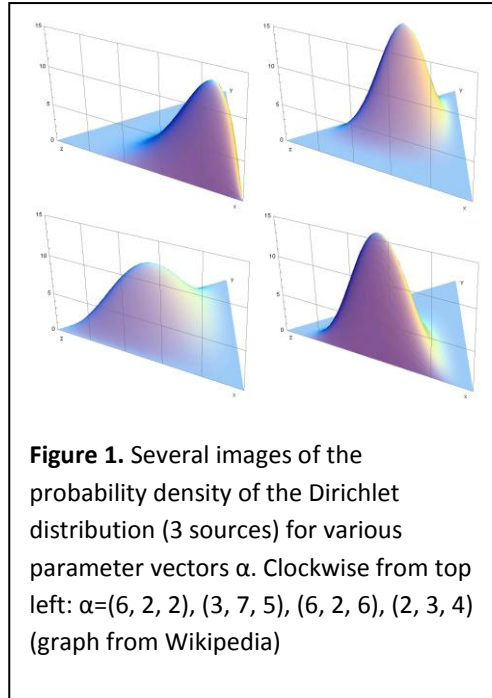 15
10
5
0
Z
Y
X
15
10
5
0
Z
Y
X
15
10
5
0
Z
Y
X
15
10
5
0
Z
Y
X
Figure 1. Several images of the
probability density of the Dirichlet
distribution (3 sources) for various
parameter vectors α. Clockwise from top
left: α=(6, 2, 2), (3, 7, 5), (6, 2, 6), (2, 3, 4)
(graph from Wikipedia)